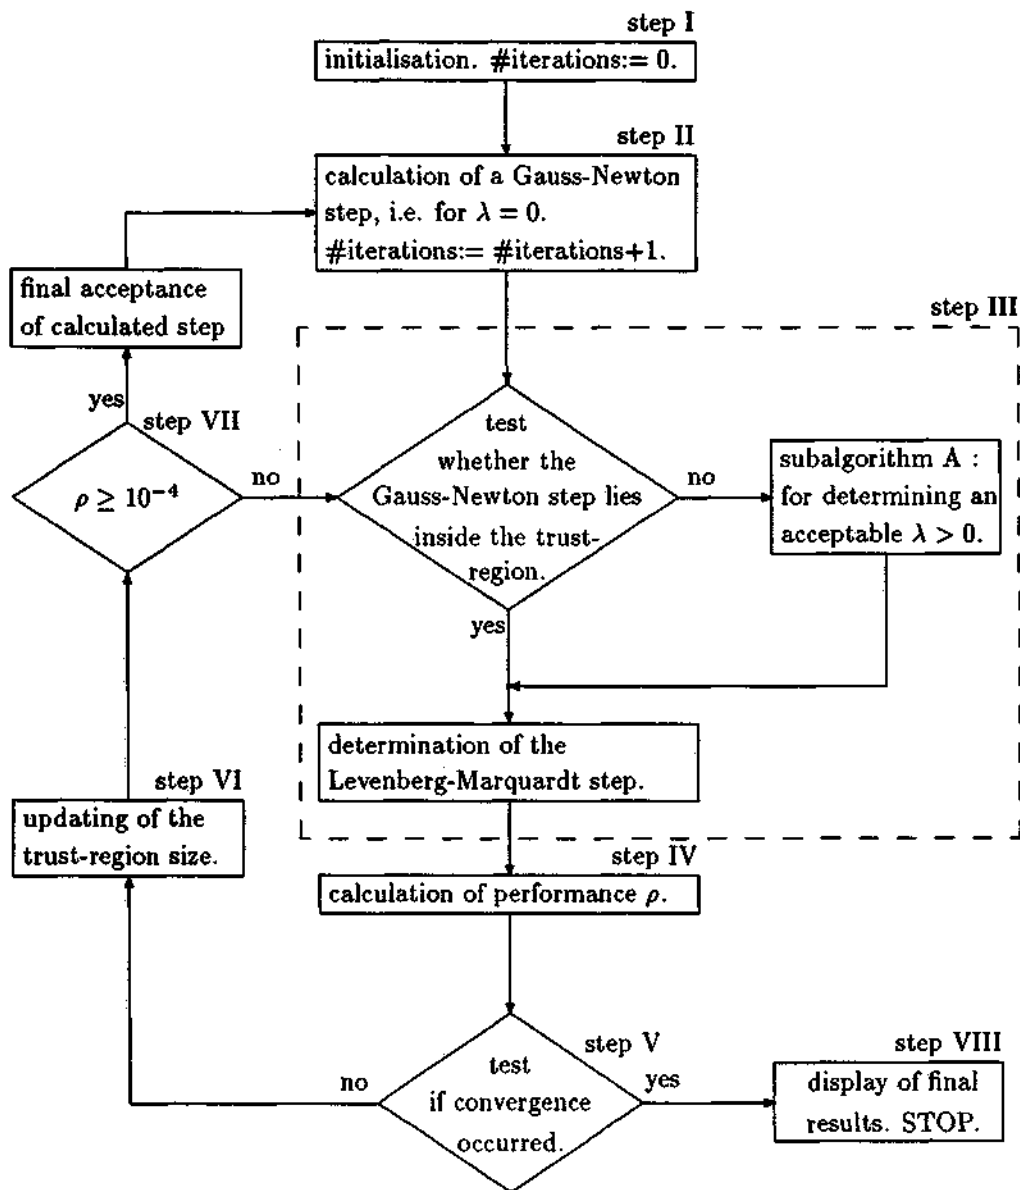 step I
initialisation. #iterations:= 0.
step II
calculation of a Gauss-Newton
step, i.e. for λ = 0.
#iterations:= #iterations+1.
final acceptance
of calculated step
step III
yes
step VII
ρ ≥ 10⁻⁴
no
test
whether the
Gauss-Newton step lies
inside the trust-
region.
no
subalgorithm A :
for determining an
acceptable λ > 0.
yes
determination of the
Levenberg-Marquardt step.
step VI
updating of the
trust-region size.
step IV
calculation of performance ρ.
step V
test
if convergence
occurred.
no
yes
step VIII
display of final
results. STOP.